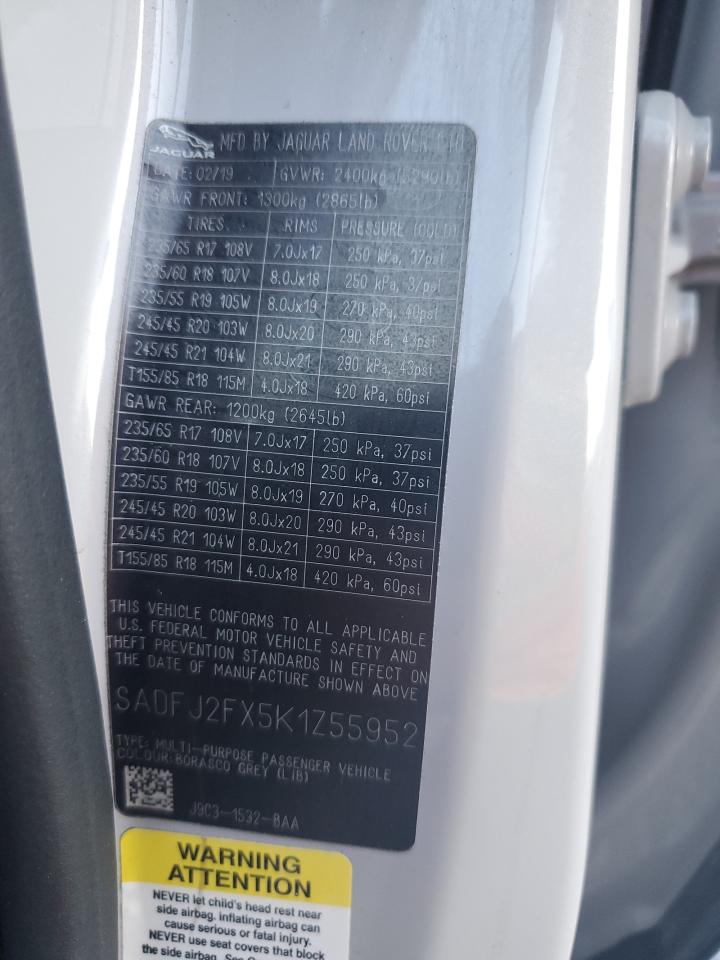 JAGUAR
MFD BY JAGUAR LAND ROVER LTD
DATE: 02/19 GVWR: 2400kg (5290lb)
GAWR FRONT: 1300kg (2865lb)
TIRES RIMS PRESSURE (COLD)
235/65 R17 108V 7.0Jx17 250 kPa, 37psi
235/60 R18 107V 8.0Jx18 250 kPa, 37psi
235/55 R19 105W 8.0Jx19 270 kPa, 40psi
245/45 R20 103W 8.0Jx20 290 kPa, 43psi
245/45 R21 104W 8.0Jx21 290 kPa, 43psi
T155/85 R18 115M 4.0Jx18 420 kPa, 60psi
GAWR REAR: 1200kg (2645lb)
235/65 R17 108V 7.0Jx17 250 kPa, 37psi
235/60 R18 107V 8.0Jx18 250 kPa, 37psi
235/55 R19 105W 8.0Jx19 270 kPa, 40psi
245/45 R20 103W 8.0Jx20 290 kPa, 43psi
245/45 R21 104W 8.0Jx21 290 kPa, 43psi
T155/85 R18 115M 4.0Jx18 420 kPa, 60psi
THIS VEHICLE CONFORMS TO ALL APPLICABLE
U.S. FEDERAL MOTOR VEHICLE SAFETY AND
THEFT PREVENTION STANDARDS IN EFFECT ON
THE DATE OF MANUFACTURE SHOWN ABOVE
SADFJ2FX5K1Z55952
TYPE: MULTI-PURPOSE PASSENGER VEHICLE
COLOUR:BORASCO GREY (LJB)
J9C3-1532-BAA
WARNING
ATTENTION
NEVER let child's head rest near
side airbag. inflating airbag can
cause serious or fatal injury.
NEVER use seat covers that block
the side airbag. See